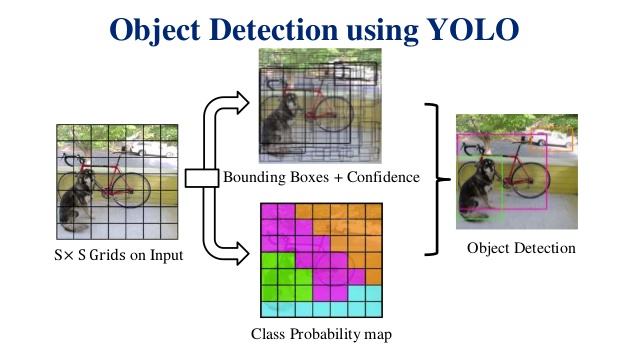 Object Detection using YOLO
Bounding Boxes + Confidence
S× S Grids on Input
Object Detection
Class Probability map